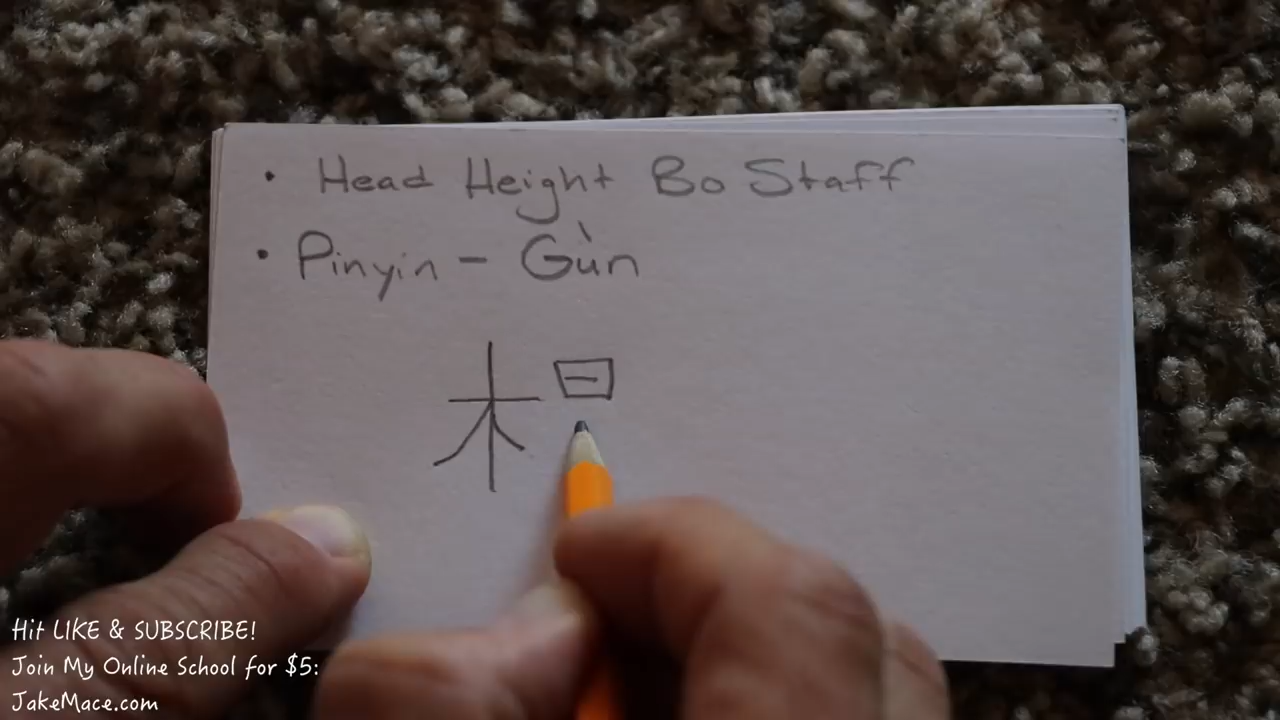 • Head Height Bo Staff
• Pinyin - Gùn
木日
Hit LIKE & SUBSCRIBE!
Join My Online School for $5:
JakeMace.com